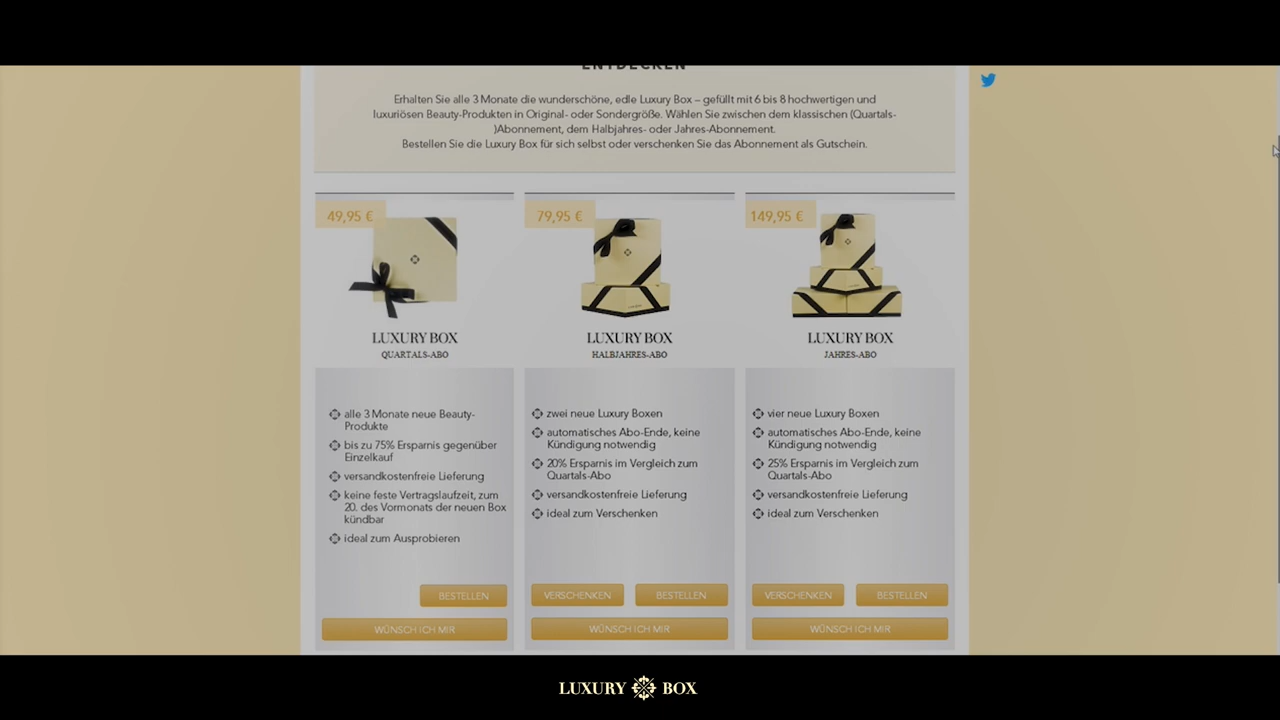 ENTDECKEN
Erhalten Sie alle 3 Monate die wunderschöne, edle Luxury Box – gefüllt mit 6 bis 8 hochwertigen und
luxuriösen Beauty-Produkten in Original- oder Sondergröße. Wählen Sie zwischen dem klassischen (Quartals-
)Abonnement, dem Halbjahres- oder Jahres-Abonnement.
Bestellen Sie die Luxury Box für sich selbst oder verschenken Sie das Abonnement als Gutschein.
49,95 €
LUXURY BOX
QUARTALS-ABO
alle 3 Monate neue Beauty-
Produkte
bis zu 75% Ersparnis gegenüber
Einzelkauf
versandkostenfreie Lieferung
keine feste Vertragslaufzeit, zum
20. des Vormonats der neuen Box
kündbar
ideal zum Ausprobieren
BESTELLEN
WÜNSCH ICH MIR
79,95 €
LUXURY BOX
HALBJAHRES-ABO
zwei neue Luxury Boxen
automatisches Abo-Ende, keine
Kündigung notwendig
20% Ersparnis im Vergleich zum
Quartals-Abo
versandkostenfreie Lieferung
ideal zum Verschenken
VERSCHENKEN
BESTELLEN
WÜNSCH ICH MIR
149,95 €
LUXURY BOX
JAHRES-ABO
vier neue Luxury Boxen
automatisches Abo-Ende, keine
Kündigung notwendig
25% Ersparnis im Vergleich zum
Quartals-Abo
versandkostenfreie Lieferung
ideal zum Verschenken
VERSCHENKEN
BESTELLEN
WÜNSCH ICH MIR
LUXURY BOX